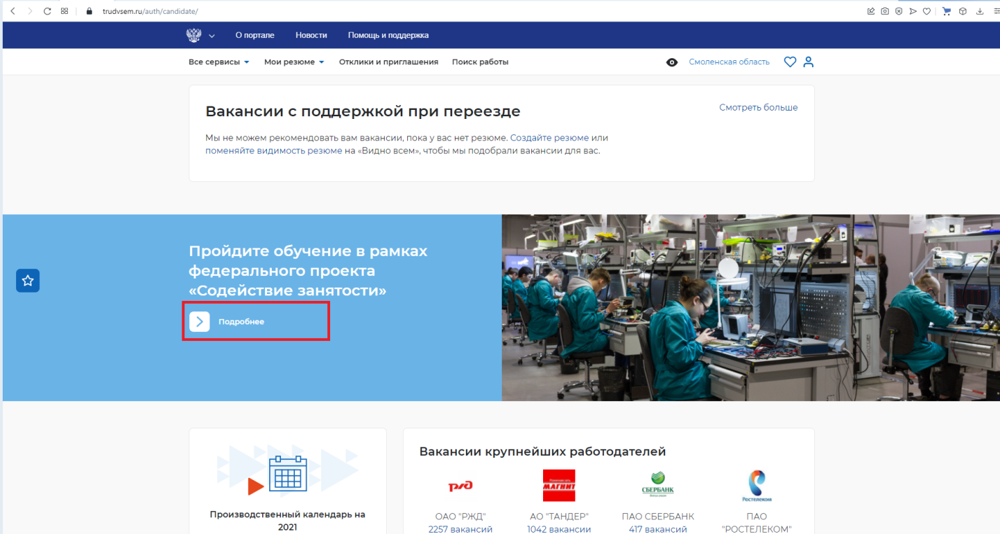 trudvsem.ru/auth/candidate/
О портале Новости Помощь и поддержка
Все сервисы Мои резюме Отклики и приглашения Поиск работы Смоленская область
Вакансии с поддержкой при переезде
Смотреть больше
Мы не можем рекомендовать вам вакансии, пока у вас нет резюме. Создайте резюме или
поменяйте видимость резюме на «Видно всем», чтобы мы подобрали вакансии для вас.
Пройдите обучение в рамках
федерального проекта
«Содействие занятости»
Подробнее
Производственный календарь на
2021
Вакансии крупнейших работодателей
ржд
МАГНИТ
СБЕРБАНК
Ростелеком
ОАО "РЖД"
2257 вакансий
АО "ТАНДЕР"
1042 вакансии
ПАО СБЕРБАНК
417 вакансий
ПАО
"РОСТЕЛЕКОМ"